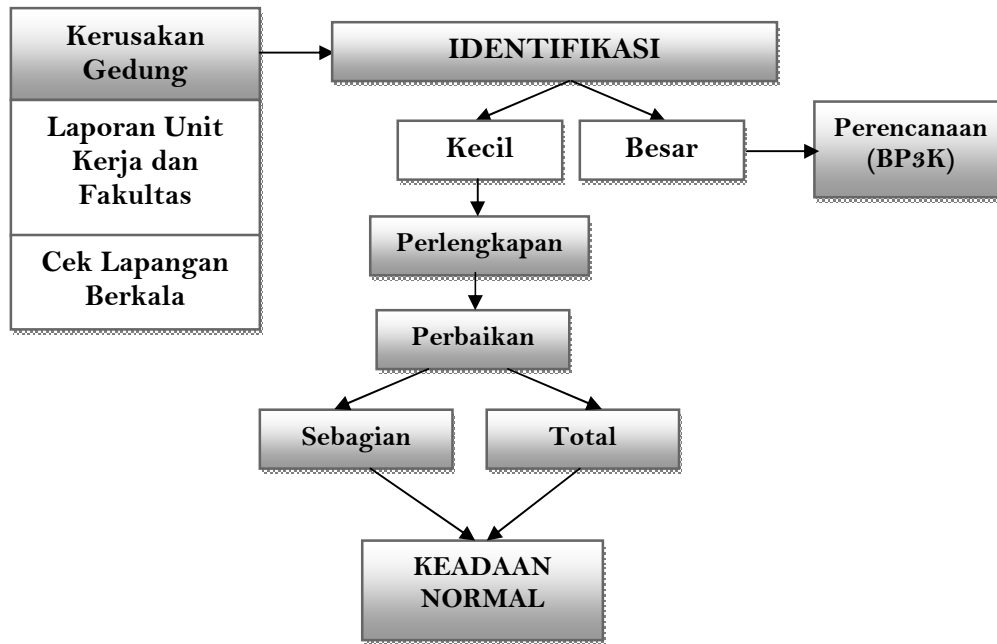 Kerusakan
Gedung
Laporan Unit
Kerja dan
Fakultas
Cek Lapangan
Berkala
IDENTIFIKASI
Kecil
Besar
Perencanaan
(BP3K)
Perlengkapan
Perbaikan
Sebagian
Total
KEADAAN
NORMAL